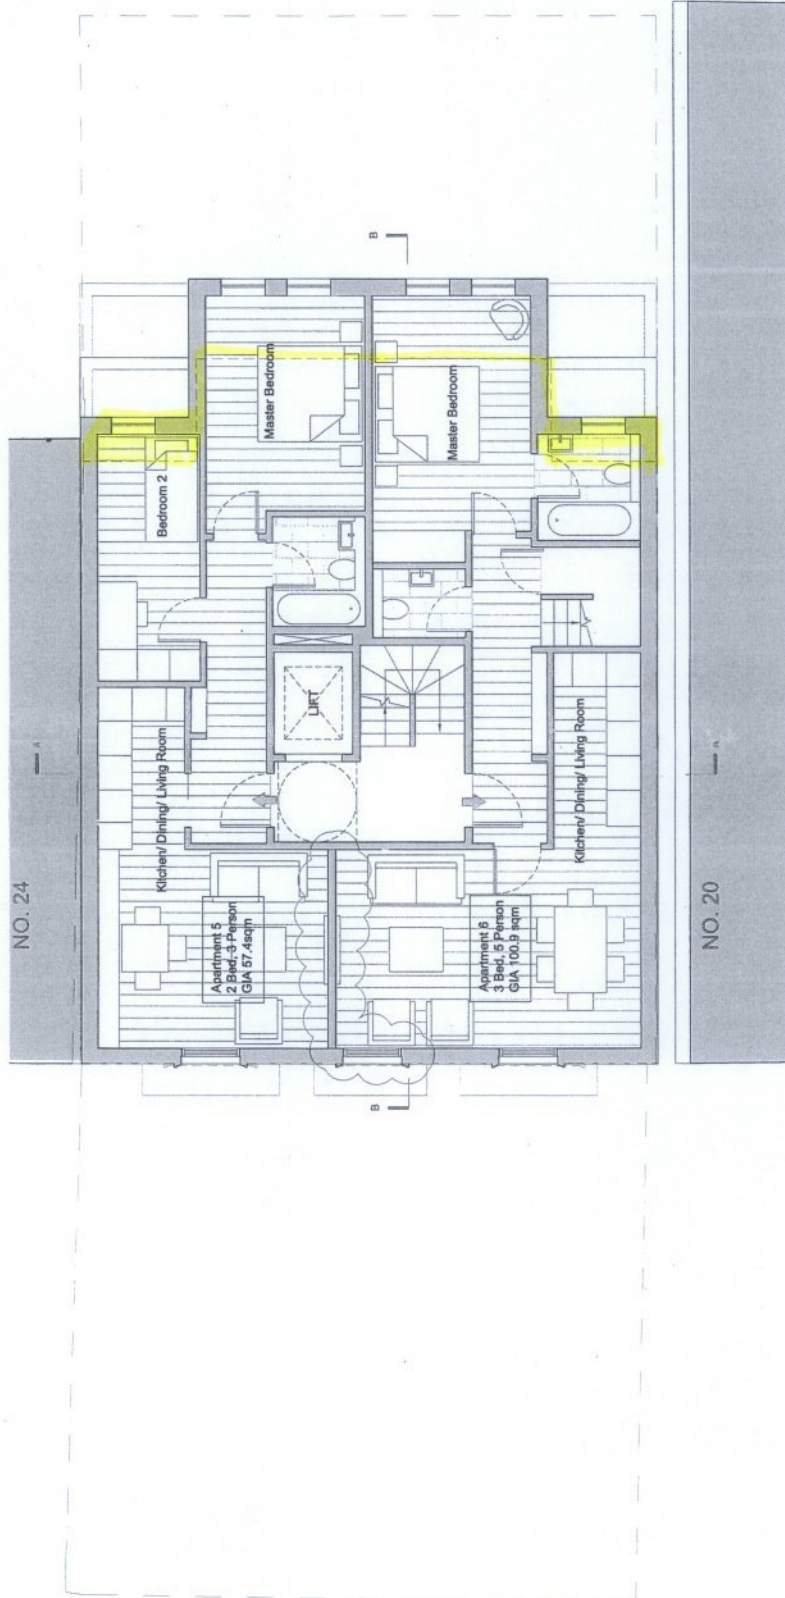 B
Master Bedroom
Master Bedroom
Bedroom 2
LIFT
A
A
Kitchen/ Dining/ Living Room
Kitchen/ Dining/ Living Room
NO. 24
NO. 20
Apartment 5
2 Bed, 3 Person
GIA 57.4sqm
Apartment 6
3 Bed, 5 Person
GIA 100.9 sqm
B